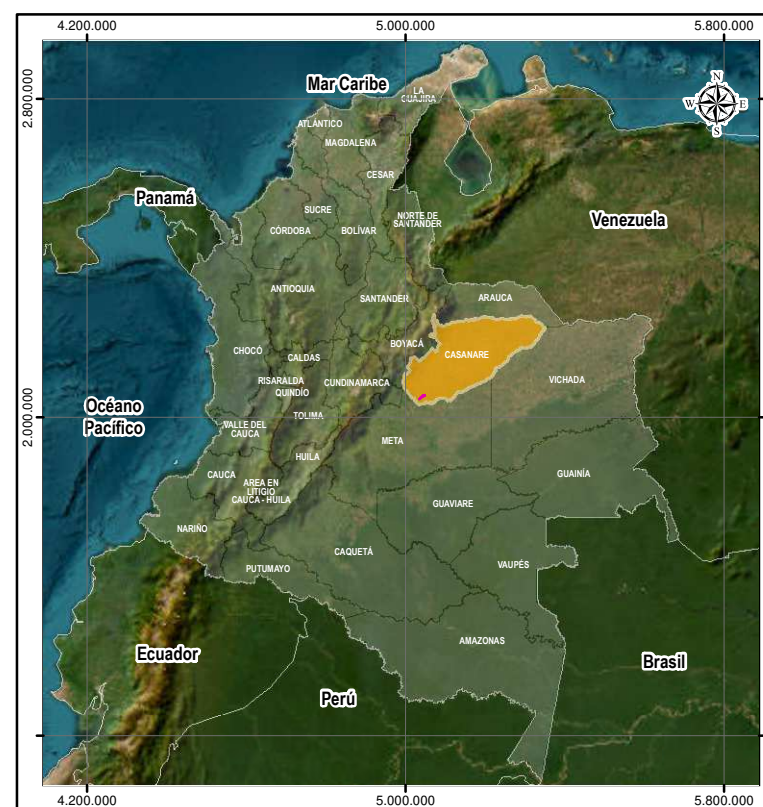 4.200.000
5.000.000
5.800.000
2.800.000
Mar Caribe
N
W
E
S
LA
GUAJIRA
ATLÁNTICO
MAGDALENA
CESAR
Panamá
SUCRE
NORTE DE
SANTANDER
Venezuela
CÓRDOBA
BOLÍVAR
ANTIOQUIA
SANTANDER
ARAUCA
CHOCÓ
BOYACÁ
CASANARE
CALDAS
RISARALDA
CUNDINAMARCA
VICHADA
QUINDÍO
Océano
Pacífico
TOLIMA
2.000.000
VALLE DEL
CAUCA
META
HUILA
CAUCA
GUAINÍA
AREA EN
LITIGIO
CAUCA - HUILA
GUAVIARE
NARIÑO
CAQUETÁ
VAUPÉS
PUTUMAYO
AMAZONAS
Ecuador
Brasil
Perú
4.200.000
5.000.000
5.800.000